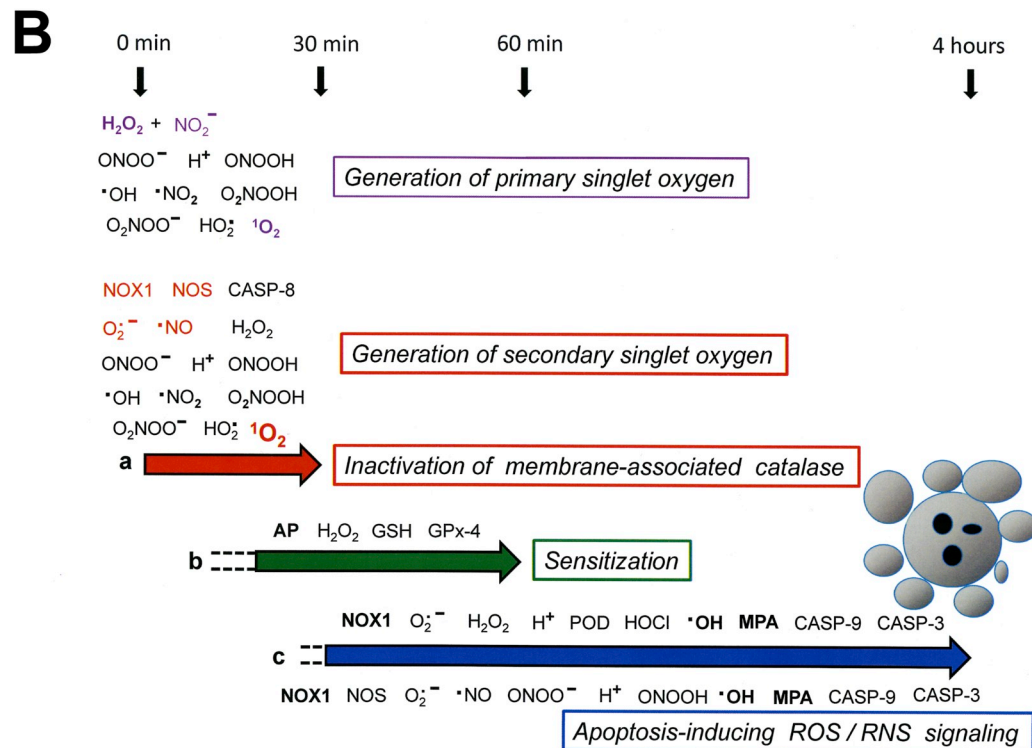 B
0 min 30 min 60 min 4 hours
H₂O₂ + NO₂⁻
ONOO⁻ H⁺ ONOOH
·OH ·NO₂ O₂NOOH
O₂NOO⁻ HO₂· ¹O₂
Generation of primary singlet oxygen
NOX1 NOS CASP-8
O₂·⁻ ·NO H₂O₂
ONOO⁻ H⁺ ONOOH
·OH ·NO₂ O₂NOOH
O₂NOO⁻ HO₂· ¹O₂
Generation of secondary singlet oxygen
a
Inactivation of membrane-associated catalase
AP H₂O₂ GSH GPx-4
b
Sensitization
NOX1 O₂·⁻ H₂O₂ H⁺ POD HOCl ·OH MPA CASP-9 CASP-3
c
NOX1 NOS O₂·⁻ ·NO ONOO⁻ H⁺ ONOOH ·OH MPA CASP-9 CASP-3
Apoptosis-inducing ROS / RNS signaling